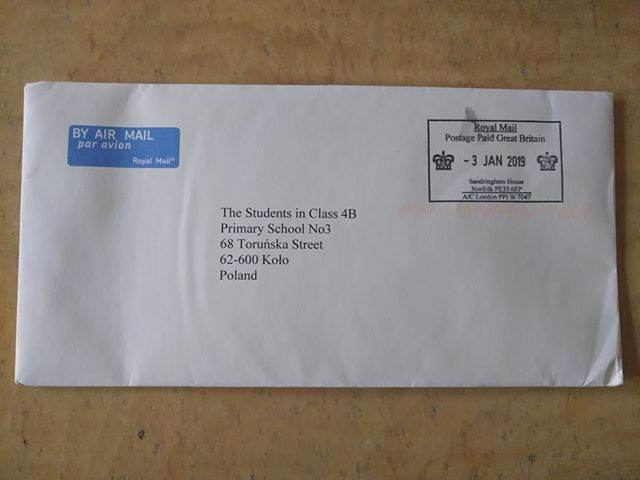 BY AIR MAIL
par avion
Royal Mail®
Royal Mail
Postage Paid Great Britain
- 3 JAN 2019
Sandringham House
Norfolk PE35 6EP
A/C London PPI W 7047
The Students in Class 4B
Primary School No3
68 Toruńska Street
62-600 Koło
Poland